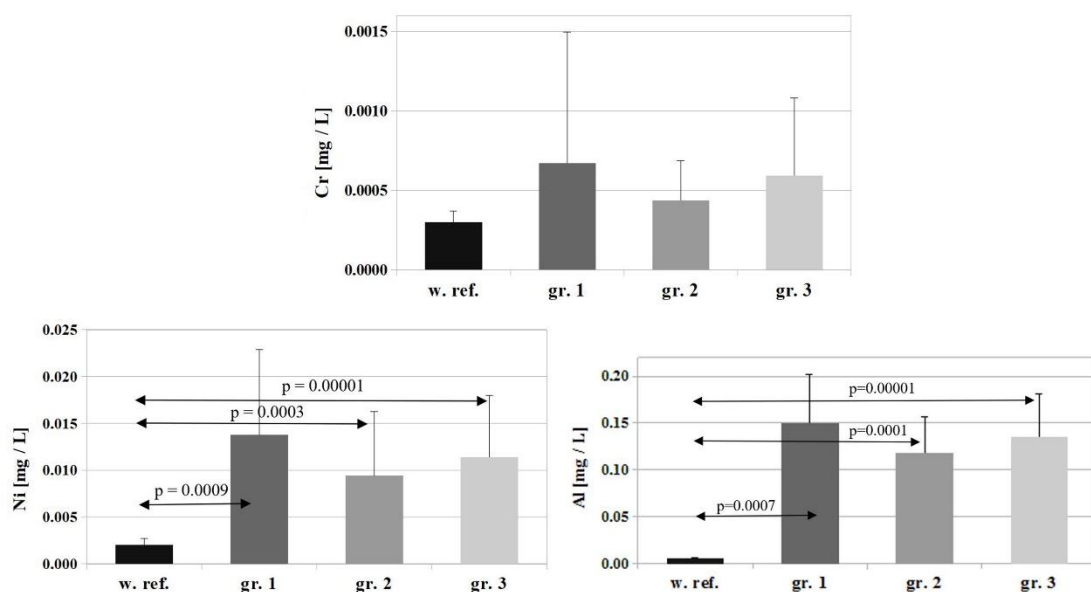 Cr [mg / L]
0.0015
0.0010
0.0005
0.0000
w. ref. gr. 1 gr. 2 gr. 3
Ni [mg / L]
0.025
0.020
0.015
0.010
0.005
0.000
p = 0.00001
p = 0.0003
p = 0.0009
w. ref. gr. 1 gr. 2 gr. 3
Al [mg / L]
0.20
0.15
0.10
0.05
0.00
p=0.00001
p=0.0001
p=0.0007
w. ref. gr. 1 gr. 2 gr. 3